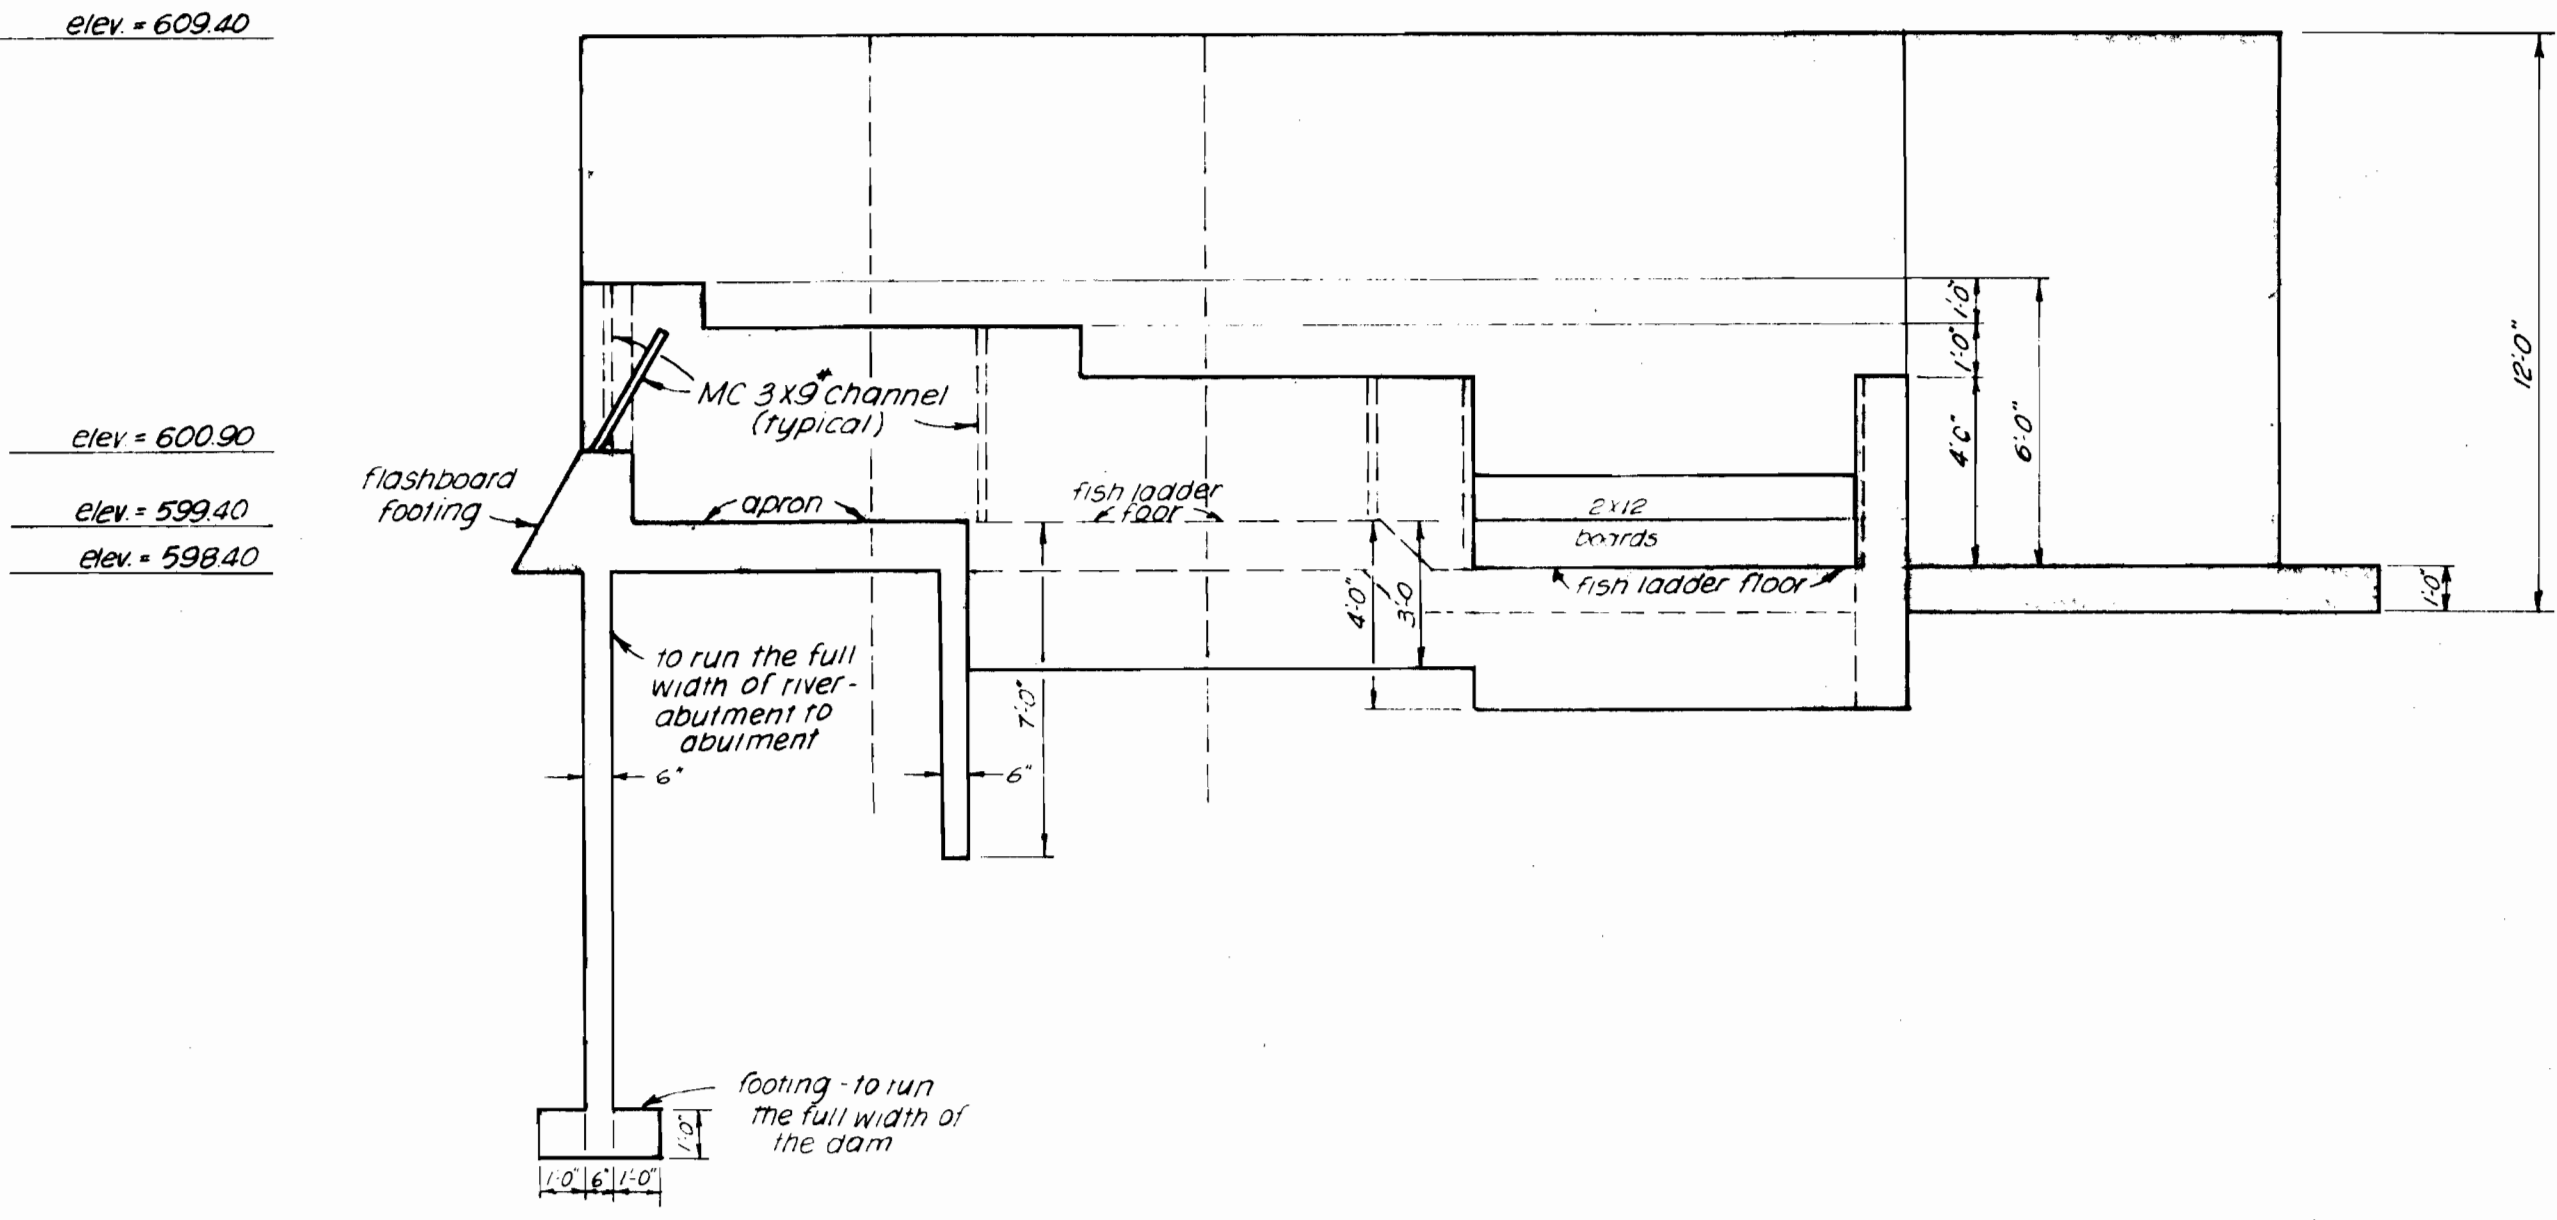 elev. = 609.40
elev. = 600.90
elev. = 599.40
elev. = 598.40
flashboard
footing
MC 3x9# channel
(typical)
apron
fish ladder
foor
2x12
boards
fish ladder floor
1'-0"
1'-0"
4'-0"
6'-0"
12'-0"
1'-0"
4'-0"
3'-0
7'-0"
to run the full
width of river-
abutment to
abutment
6"
6"
footing - to run
the full width of
the dam
1'-0"
1'-0" 6" 1'-0"